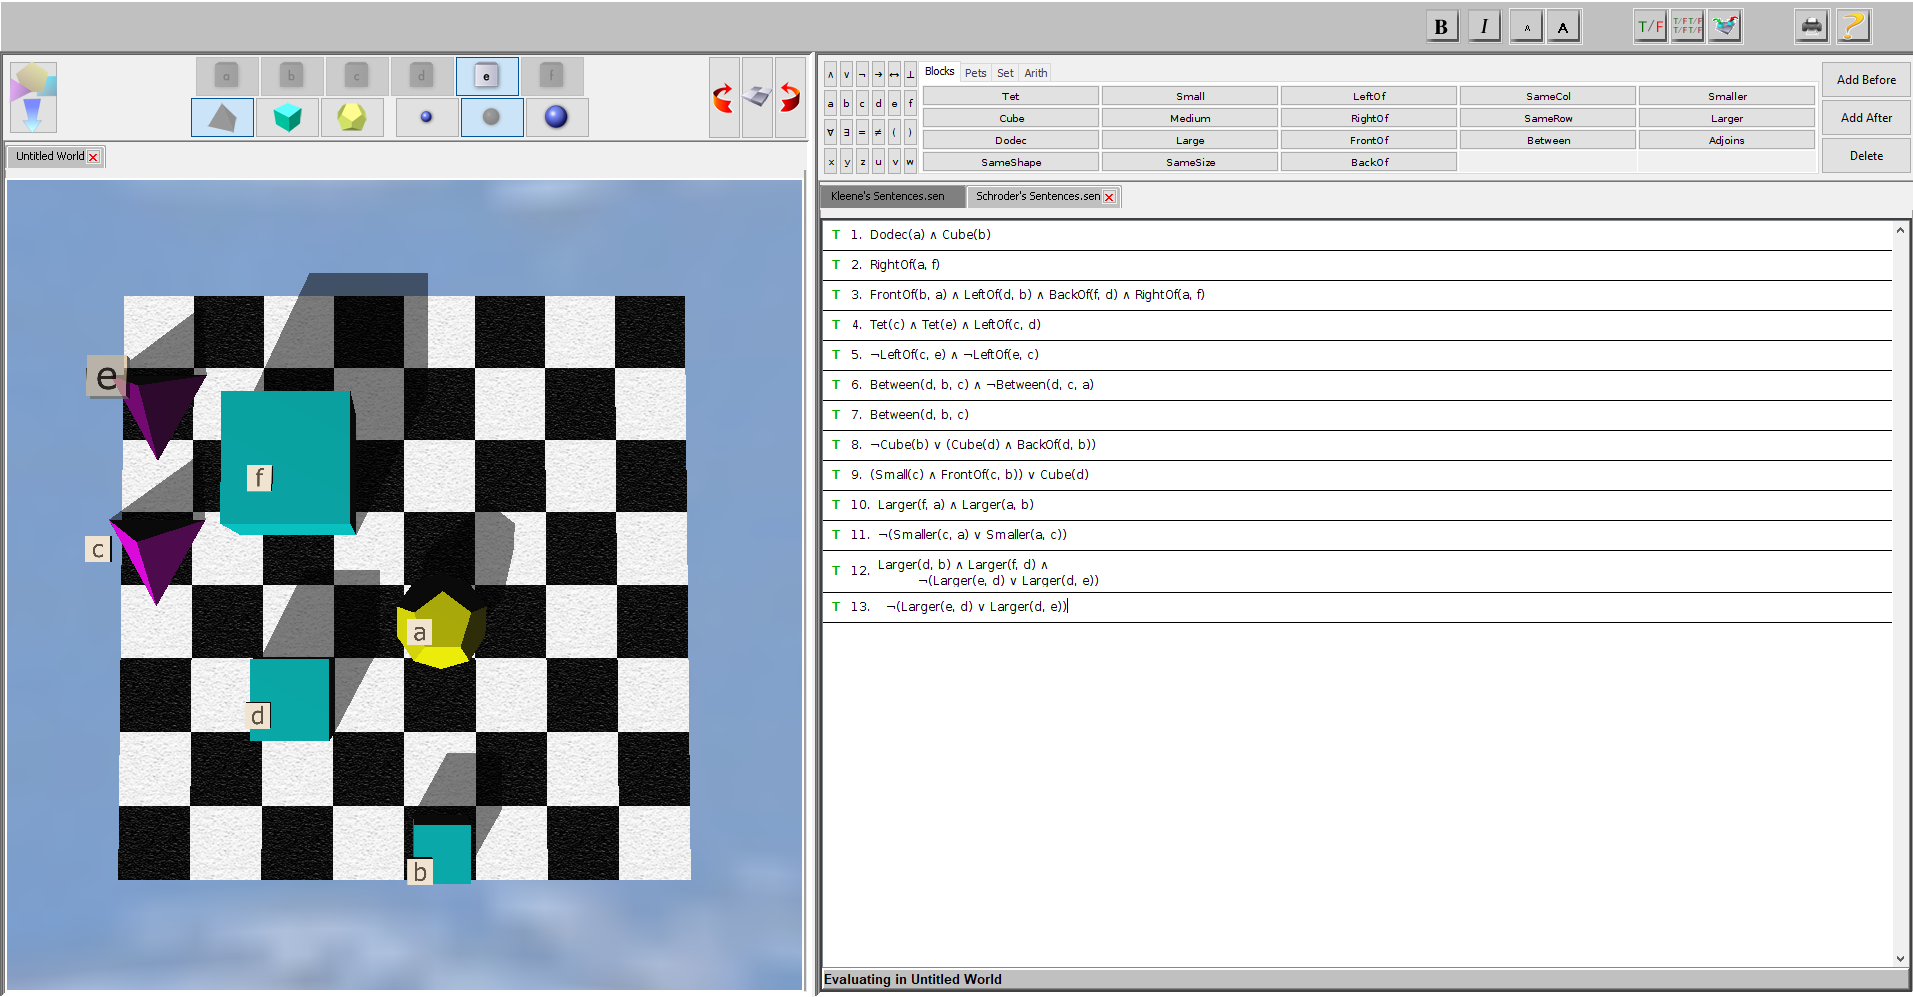 B I A A T/F T/FT/F
T/FT/F
a b c d e f
Untitled World
e
f
c
a
d
b
∧ ∨ ¬ → ↔ ⊥
a b c d e f
∀ ∃ = ≠ ( )
x y z u v w
Blocks Pets Set Arith
Tet Small LeftOf SameCol Smaller
Cube Medium RightOf SameRow Larger
Dodec Large FrontOf Between Adjoins
SameShape SameSize BackOf
Add Before
Add After
Delete
Kleene's Sentences.sen Schroder's Sentences.sen
T 1. Dodec(a) ∧ Cube(b)
T 2. RightOf(a, f)
T 3. FrontOf(b, a) ∧ LeftOf(d, b) ∧ BackOf(f, d) ∧ RightOf(a, f)
T 4. Tet(c) ∧ Tet(e) ∧ LeftOf(c, d)
T 5. ¬LeftOf(c, e) ∧ ¬LeftOf(e, c)
T 6. Between(d, b, c) ∧ ¬Between(d, c, a)
T 7. Between(d, b, c)
T 8. ¬Cube(b) ∨ (Cube(d) ∧ BackOf(d, b))
T 9. (Small(c) ∧ FrontOf(c, b)) ∨ Cube(d)
T 10. Larger(f, a) ∧ Larger(a, b)
T 11. ¬(Smaller(c, a) ∨ Smaller(a, c))
T 12. Larger(d, b) ∧ Larger(f, d) ∧
¬(Larger(e, d) ∨ Larger(d, e))
T 13. ¬(Larger(e, d) ∨ Larger(d, e))
Evaluating in Untitled World